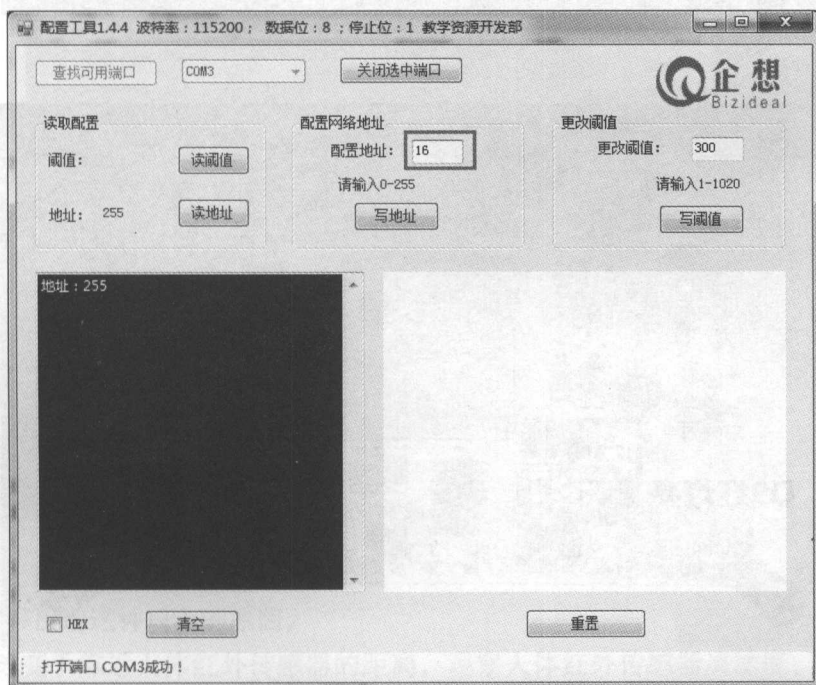 配置工具1.4.4 波特率：115200； 数据位：8 ；停止位：1 教学资源开发部
查找可用端口 COM3 关闭选中端口
企想
Bizideal
读取配置
阈值： 读阈值
地址： 255 读地址
配置网络地址
配置地址： 16
请输入0-255
写地址
更改阈值
更改阈值： 300
请输入1-1020
写阈值
地址：255
HEX 清空 重置
打开端口 COM3成功！